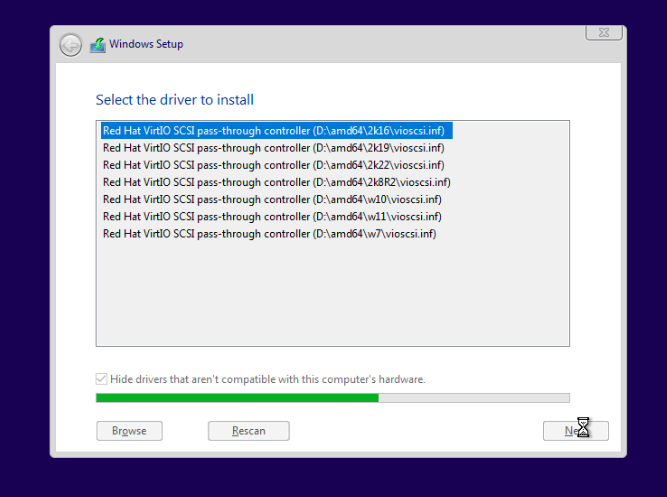 Windows Setup
Select the driver to install
Red Hat VirtIO SCSI pass-through controller (D:\amd64\2k16\vioscsi.inf)
Red Hat VirtIO SCSI pass-through controller (D:\amd64\2k19\vioscsi.inf)
Red Hat VirtIO SCSI pass-through controller (D:\amd64\2k22\vioscsi.inf)
Red Hat VirtIO SCSI pass-through controller (D:\amd64\2k8R2\vioscsi.inf)
Red Hat VirtIO SCSI pass-through controller (D:\amd64\w10\vioscsi.inf)
Red Hat VirtIO SCSI pass-through controller (D:\amd64\w11\vioscsi.inf)
Red Hat VirtIO SCSI pass-through controller (D:\amd64\w7\vioscsi.inf)
Hide drivers that aren't compatible with this computer's hardware.
Browse Rescan